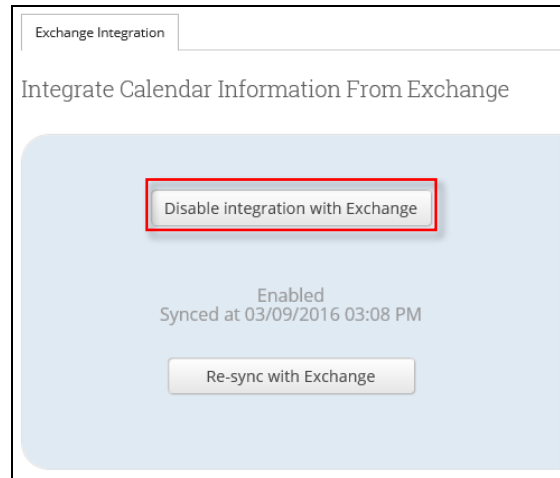 Exchange Integration
Integrate Calendar Information From Exchange
Disable integration with Exchange
Enabled
Synced at 03/09/2016 03:08 PM
Re-sync with Exchange